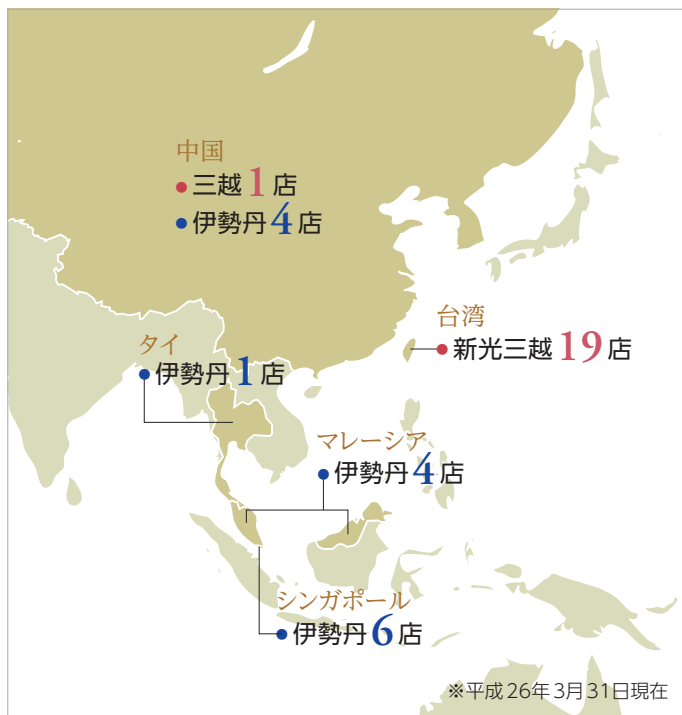 中国
三越1店
伊勢丹4店
台湾
新光三越19店
タイ
伊勢丹1店
マレーシア
伊勢丹4店
シンガポール
伊勢丹6店
※平成26年3月31日現在